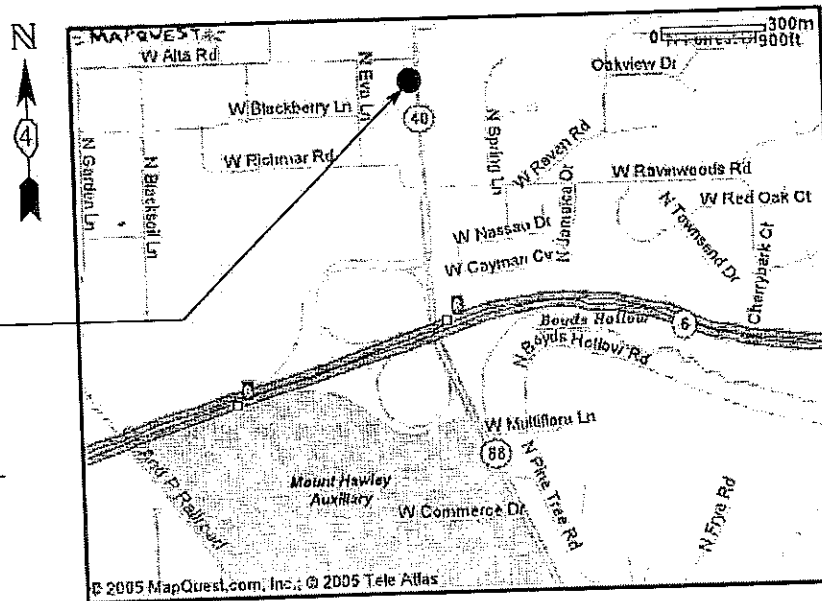 N
4
MAPQUEST
0 300m
900ft
W Alta Rd
N Eva Ln
Oakview Dr
W Blackberry Ln
40
N Spring Ln
W Raven Rd
W Richmar Rd
W Ravenwoods Rd
N Garden Ln
N Blacksoil Ln
N Jamaica Ct
W Red Oak Ct
N Townsend Dr
W Nassau Dr
Cherrybark Ct
W Cayman Cv
Boyds Hollow
6
N Boyds Hollow Rd
W Multiflora Ln
88
Mount Hawley
Auxillary
N Pine Tree Rd
W Commerce Dr
N Frye Rd
P Railroad
© 2005 MapQuest.com, Inc.; © 2005 Tele Atlas